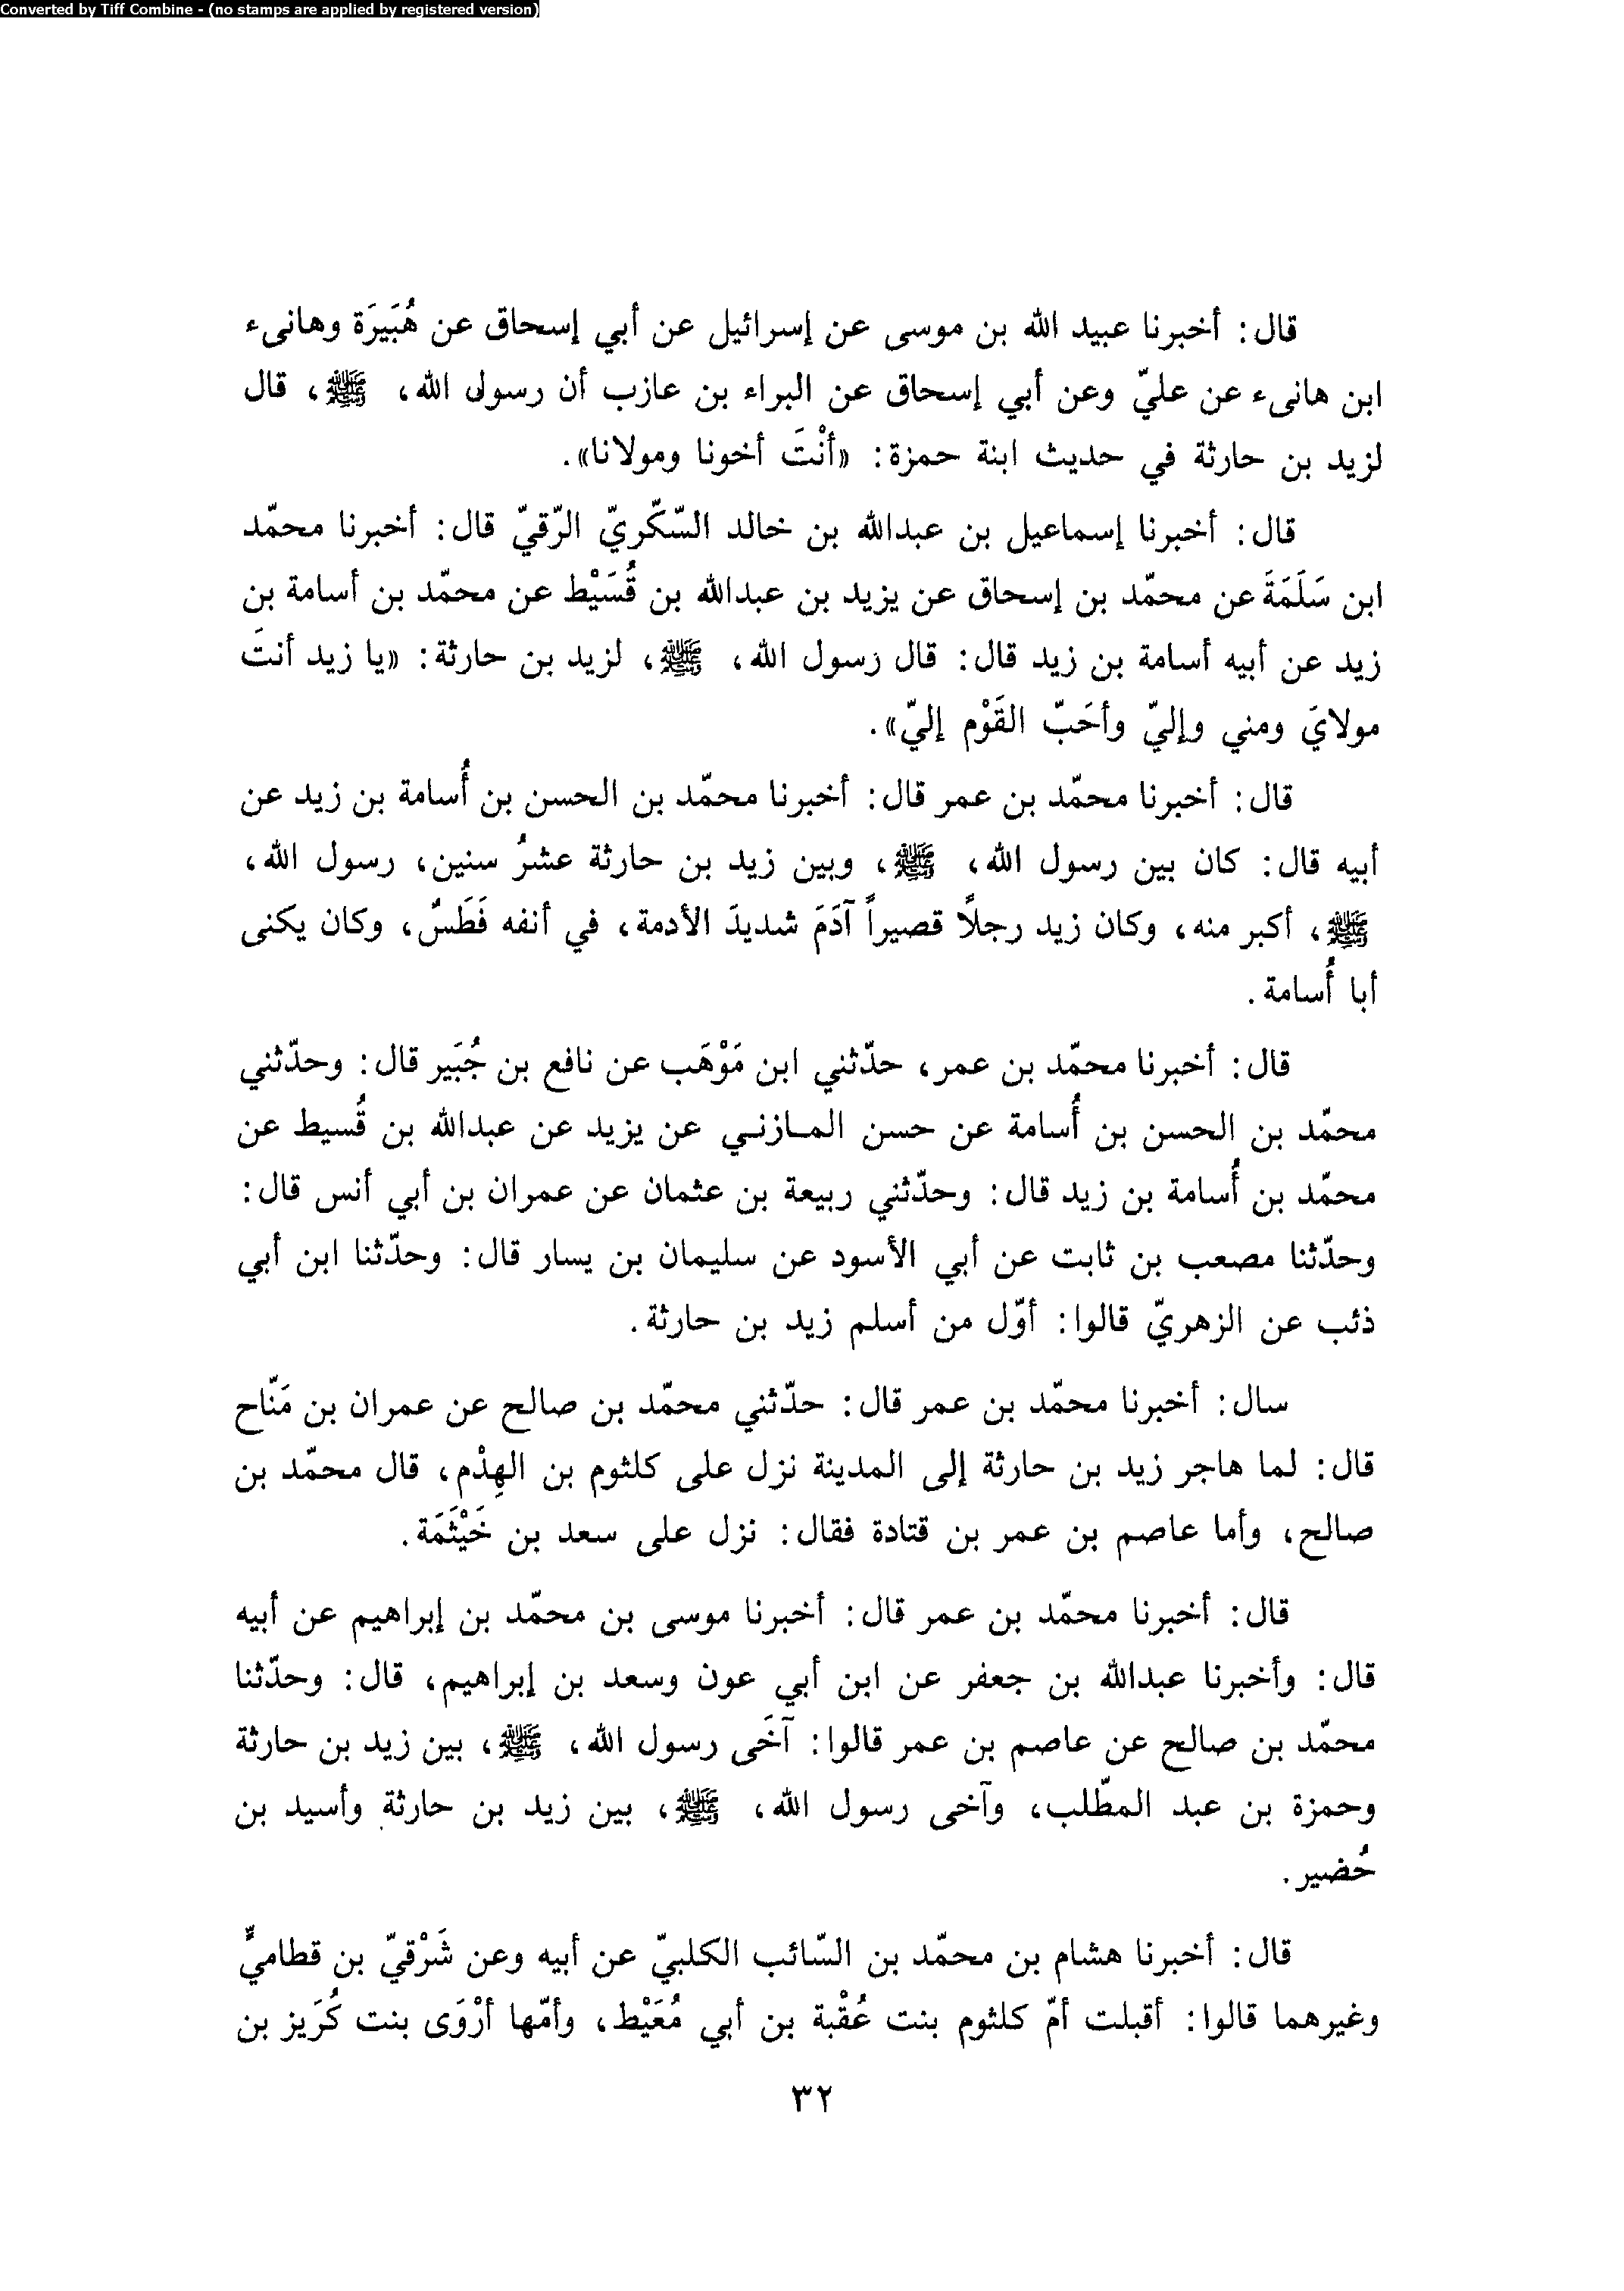 Converted by Tiff Combine - (no stamps are applied by registered version)
قال: أخبرنا عبيد الله بن موسى عن إسرائيل عن أبي إسحاق عن هُبَيرَة وهانىء
ابن هانىء عن عليّ وعن أبي إسحاق عن البراء بن عازب أن رسول الله، ﷺ، قال
لزيد بن حارثة في حديث ابنة حمزة: «أنْتَ أخونا ومولانا».
قال: أخبرنا إسماعيل بن عبدالله بن خالد السّكّريّ الرّقيّ قال: أخبرنا محمّد
ابن سَلَمَةَ عن محمّد بن إسحاق عن يزيد بن عبدالله بن قُسَيْط عن محمّد بن أسامة بن
زيد عن أبيه أسامة بن زيد قال: قال رسول الله، ﷺ، لزيد بن حارثة: «يا زيد أنتَ
مولايَ ومني وإليّ وأحَبّ القَوْم إليّ».
قال: أخبرنا محمّد بن عمر قال: أخبرنا محمّد بن الحسن بن أُسامة بن زيد عن
أبيه قال: كان بين رسول الله، ﷺ، وبين زيد بن حارثة عشرُ سنين، رسول الله،
ﷺ، أكبر منه، وكان زيد رجلاً قصيراً آدَمَ شديدَ الأدمة، في أنفه فَطَسٌ، وكان يكنى
أبا أُسامة.
قال: أخبرنا محمّد بن عمر، حدّثني ابن مَوْهَب عن نافع بن جُبَير قال: وحدّثني
محمّد بن الحسن بن أُسامة عن حسن المـازنـي عن يزيد عن عبدالله بن قُسيط عن
محمّد بن أُسامة بن زيد قال: وحدّثني ربيعة بن عثمان عن عمران بن أبي أنس قال:
وحدّثنا مصعب بن ثابت عن أبي الأسود عن سليمان بن يسار قال: وحدّثنا ابن أبي
ذئب عن الزهريّ قالوا: أوّل من أسلم زيد بن حارثة.
سال: أخبرنا محمّد بن عمر قال: حدّثني محمّد بن صالح عن عمران بن مَنّاح
قال: لما هاجر زيد بن حارثة إلى المدينة نزل على كلثوم بن الهِدْم، قال محمّد بن
صالح، وأما عاصم بن عمر بن قتادة فقال: نزل على سعد بن خَيْثَمَة.
قال: أخبرنا محمّد بن عمر قال: أخبرنا موسى بن محمّد بن إبراهيم عن أبيه
قال: وأخبرنا عبدالله بن جعفر عن ابن أبي عون وسعد بن إبراهيم، قال: وحدّثنا
محمّد بن صالح عن عاصم بن عمر قالوا: آخَى رسول الله، ﷺ، بين زيد بن حارثة
وحمزة بن عبد المطّلب، وآخى رسول الله، ﷺ، بين زيد بن حارثة وأسيد بن
حُضير.
قال: أخبرنا هشام بن محمّد بن السّائب الكلبيّ عن أبيه وعن شَرْقيّ بن قطاميٍّ
وغيرهما قالوا: أقبلت أمّ كلثوم بنت عُقْبة بن أبي مُعَيْط، وأمّها أرْوَى بنت كُرَيز بن
٣٢